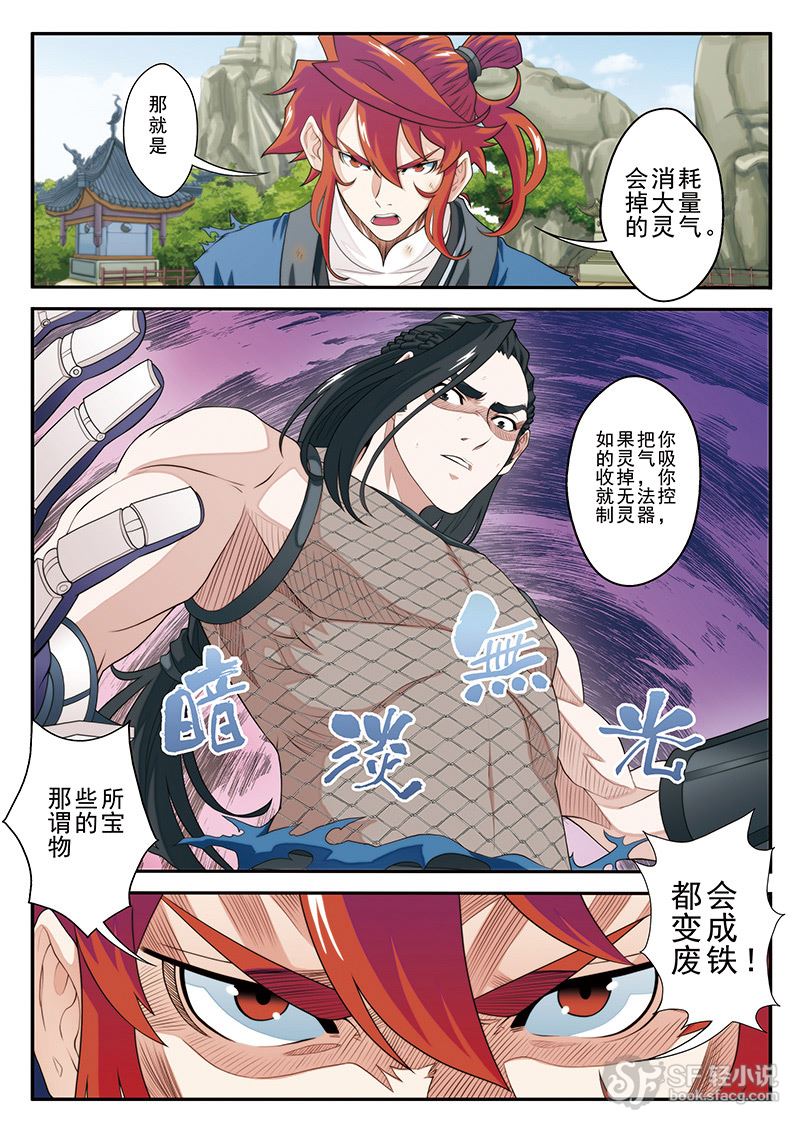 那就是
会消耗
掉大量
的灵气。
如果把你
的灵气吸
收掉，你
就无法控
制灵器，
暗淡無光
那些所
谓的宝
物
都会
变成
废铁！
SF轻小说
book.sfacg.com